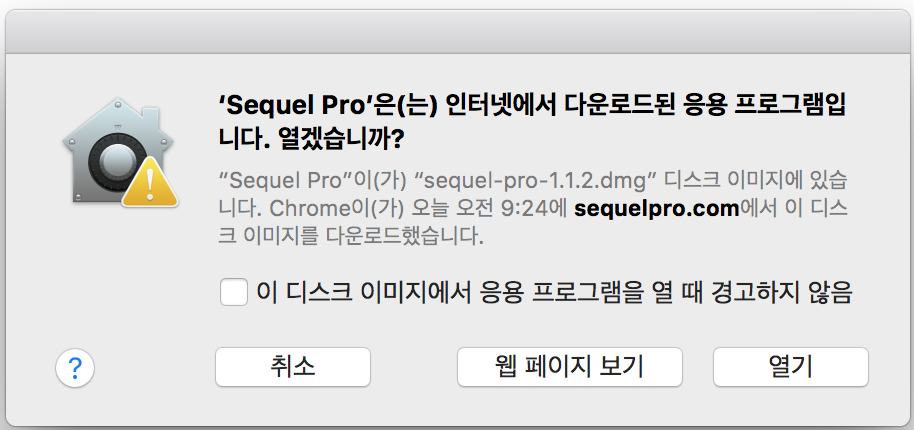 ‘Sequel Pro’은(는) 인터넷에서 다운로드된 응용 프로그램입
니다. 열겠습니까?
“Sequel Pro”이(가) “sequel-pro-1.1.2.dmg” 디스크 이미지에 있습
니다. Chrome이(가) 오늘 오전 9:24에 sequelpro.com에서 이 디스
크 이미지를 다운로드했습니다.
이 디스크 이미지에서 응용 프로그램을 열 때 경고하지 않음
? 취소 웹 페이지 보기 열기